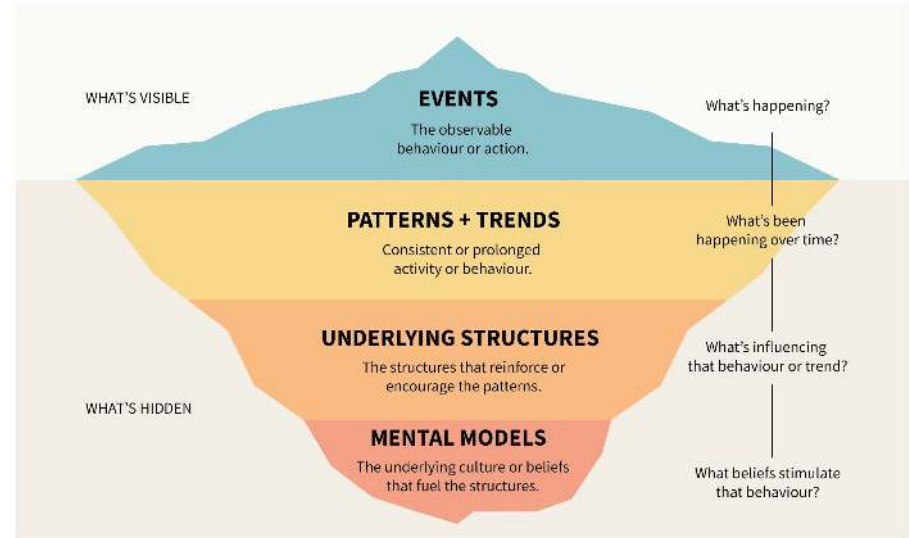 WHAT'S VISIBLE
EVENTS
The observable
behaviour or action.
What's happening?
PATTERNS + TRENDS
Consistent or prolonged
activity or behaviour.
What's been
happening over time?
UNDERLYING STRUCTURES
The structures that reinforce or
encourage the patterns.
What's influencing
that behaviour or trend?
WHAT'S HIDDEN
MENTAL MODELS
The underlying culture or beliefs
that fuel the structures.
What beliefs stimulate
that behaviour?